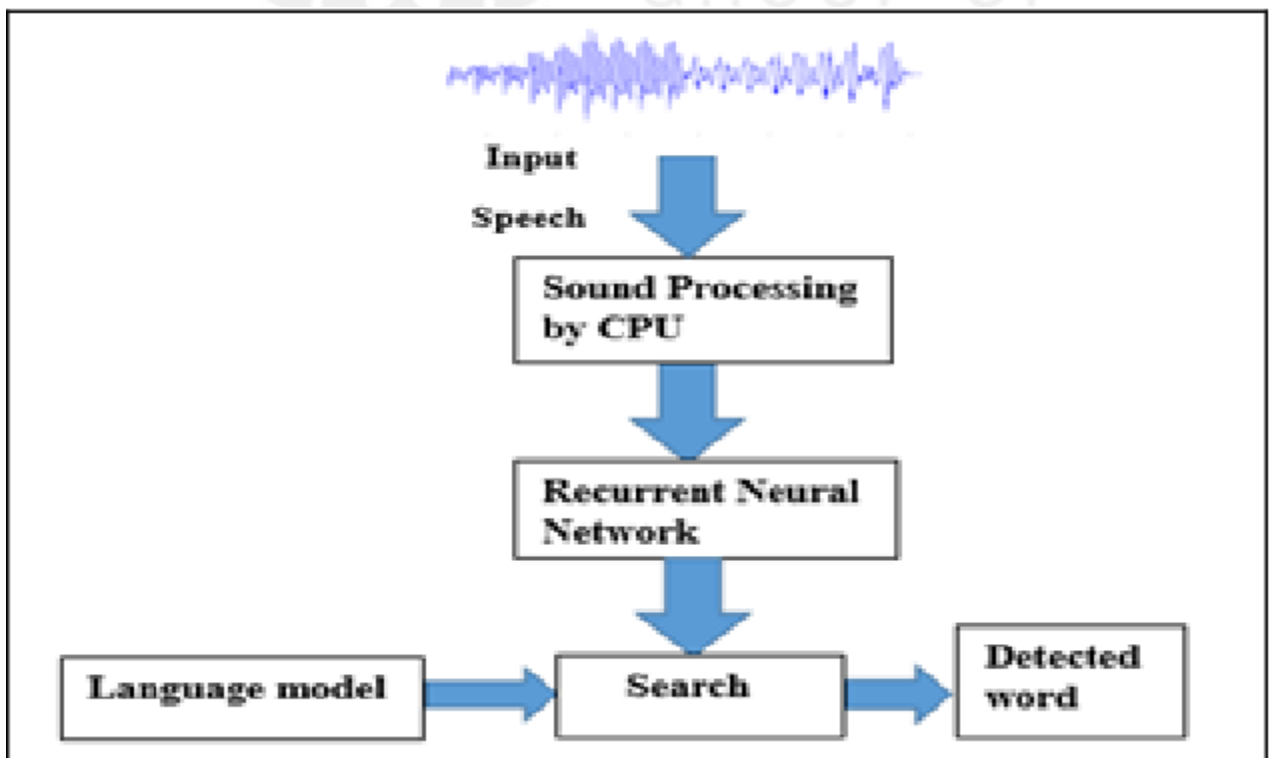 Input
Speech
Sound Processing
by CPU
Recurrent Neural
Network
Language model
Search
Detected
word